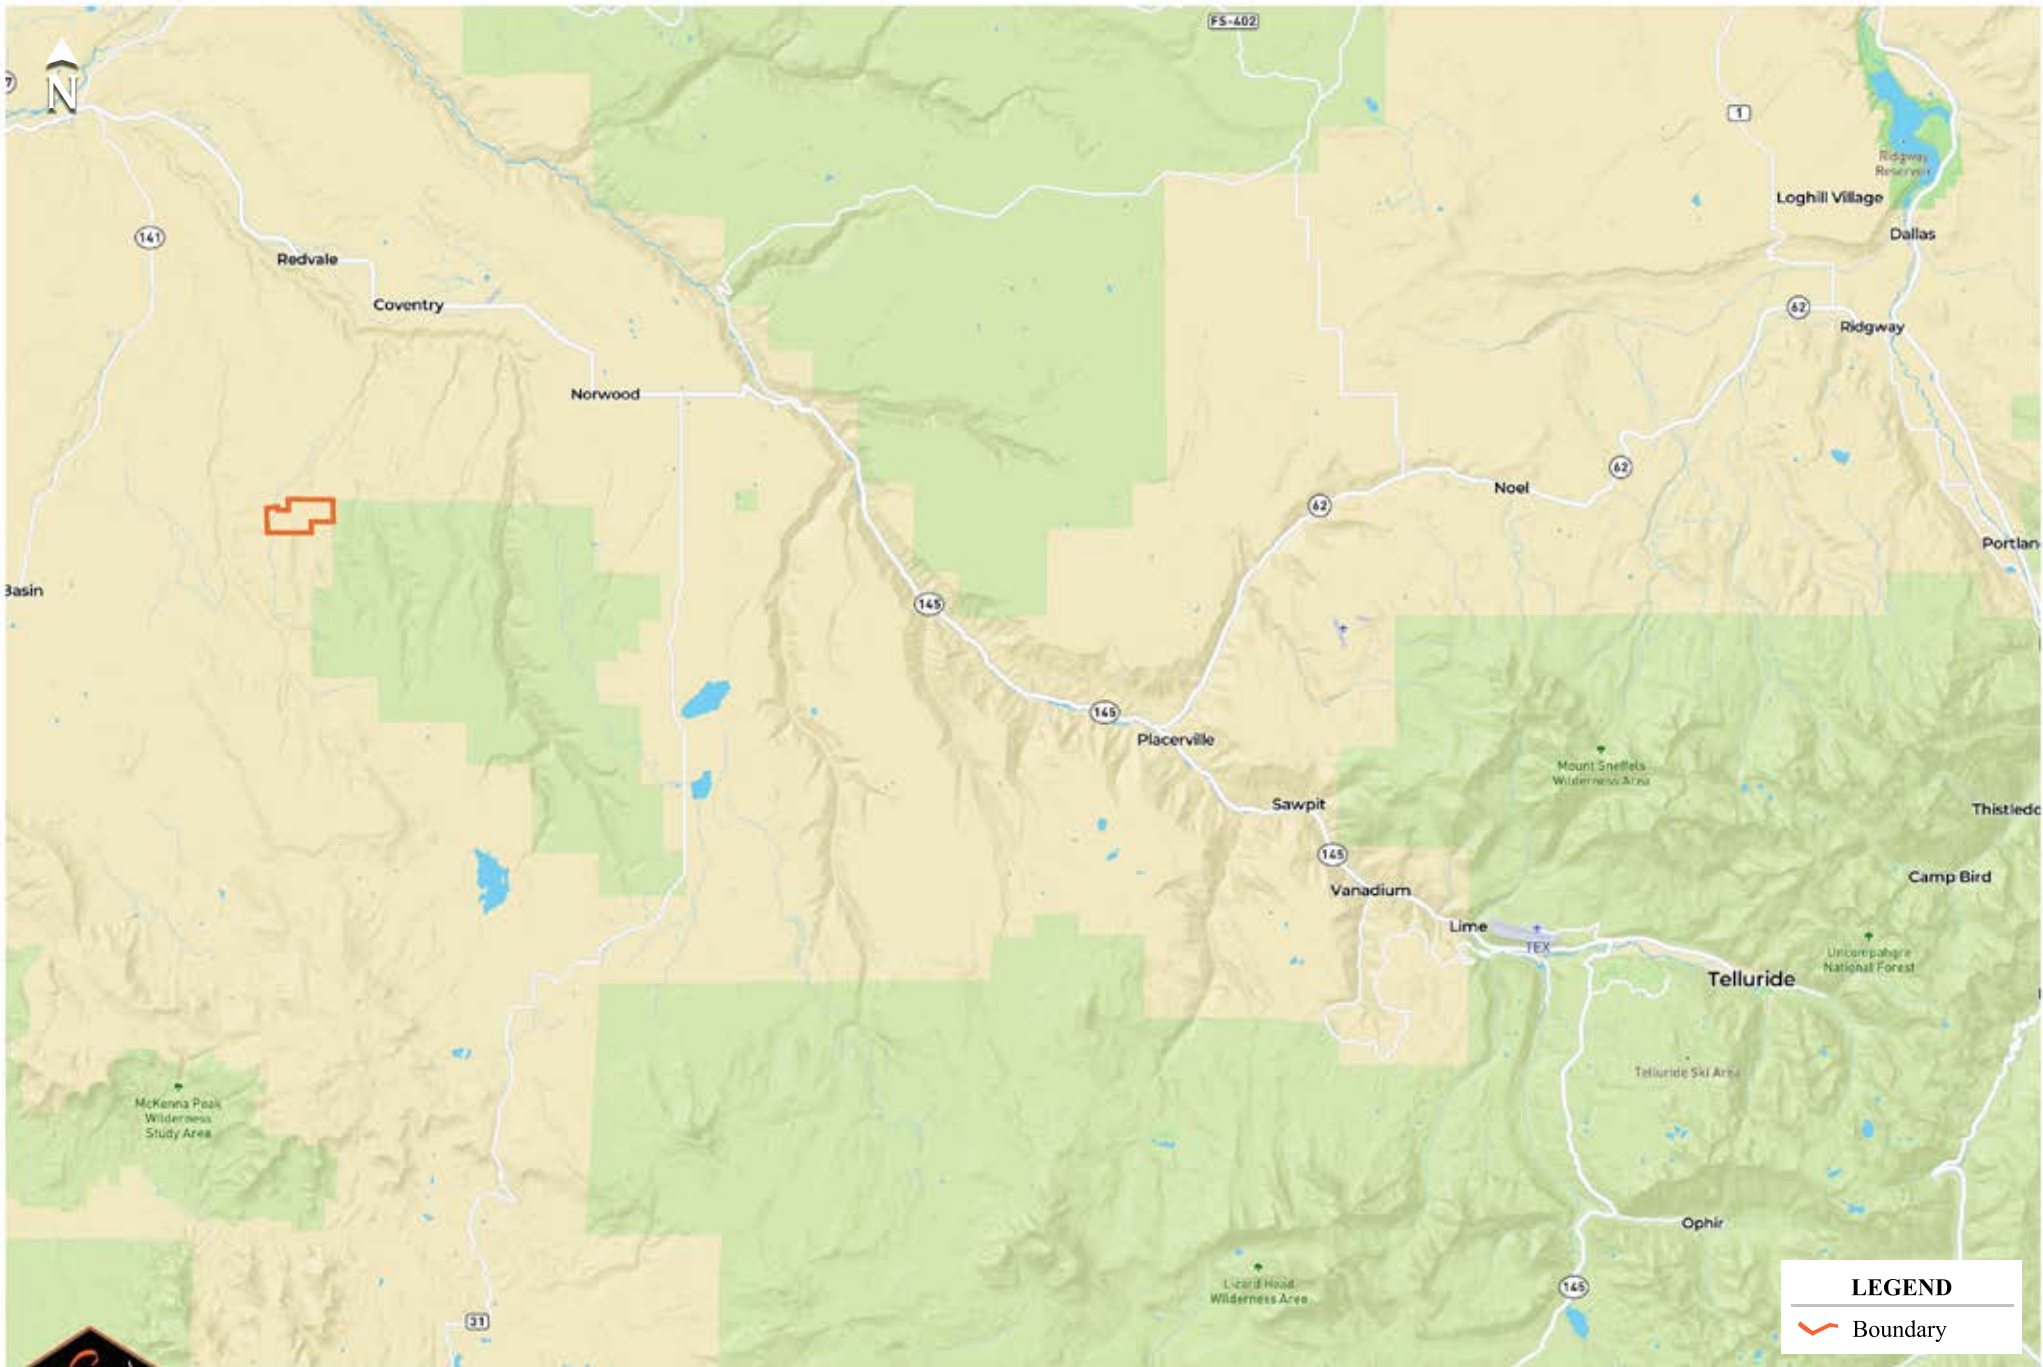 FS-402
N
1
Ridgway
Reservoir
Loghill Village
Dallas
141
Redvale
Coventry
62
Ridgway
Norwood
62
Noel
62
Portlan
Basin
145
145
Placerville
Mount Sneffels
Wilderness Area
Sawpit
Thistledo
145
Vanadium
Camp Bird
Lime
TEX
Uncompahgre
National Forest
Telluride
Telluride Ski Area
McKenna Peak
Wilderness
Study Area
Ophir
Lizard Head
Wilderness Area
145
31
LEGEND
Boundary